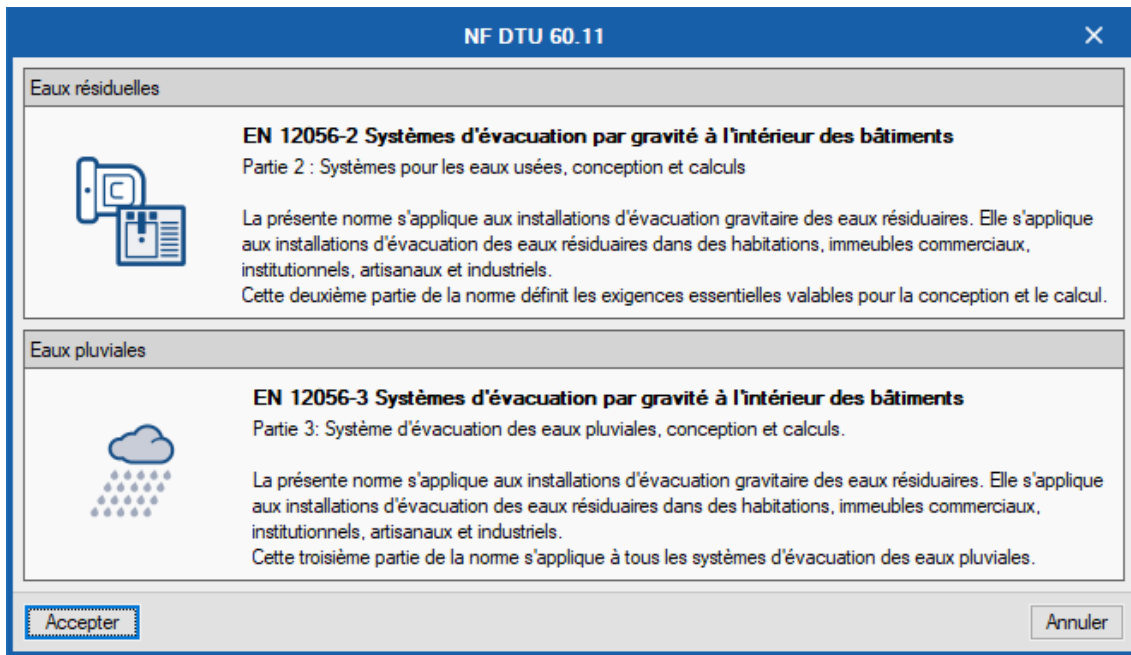 NF DTU 60.11
Eaux résiduelles
EN 12056-2 Systèmes d'évacuation par gravité à l'intérieur des bâtiments
Partie 2 : Systèmes pour les eaux usées, conception et calculs
La présente norme s'applique aux installations d'évacuation gravitaire des eaux résiduaires. Elle s'applique
aux installations d'évacuation des eaux résiduaires dans des habitations, immeubles commerciaux,
institutionnels, artisanaux et industriels.
Cette deuxième partie de la norme définit les exigences essentielles valables pour la conception et le calcul.
Eaux pluviales
EN 12056-3 Systèmes d'évacuation par gravité à l'intérieur des bâtiments
Partie 3: Système d'évacuation des eaux pluviales, conception et calculs.
La présente norme s'applique aux installations d'évacuation gravitaire des eaux résiduaires. Elle s'applique
aux installations d'évacuation des eaux résiduaires dans des habitations, immeubles commerciaux,
institutionnels, artisanaux et industriels.
Cette troisième partie de la norme s'applique à tous les systèmes d'évacuation des eaux pluviales.
Accepter
Annuler